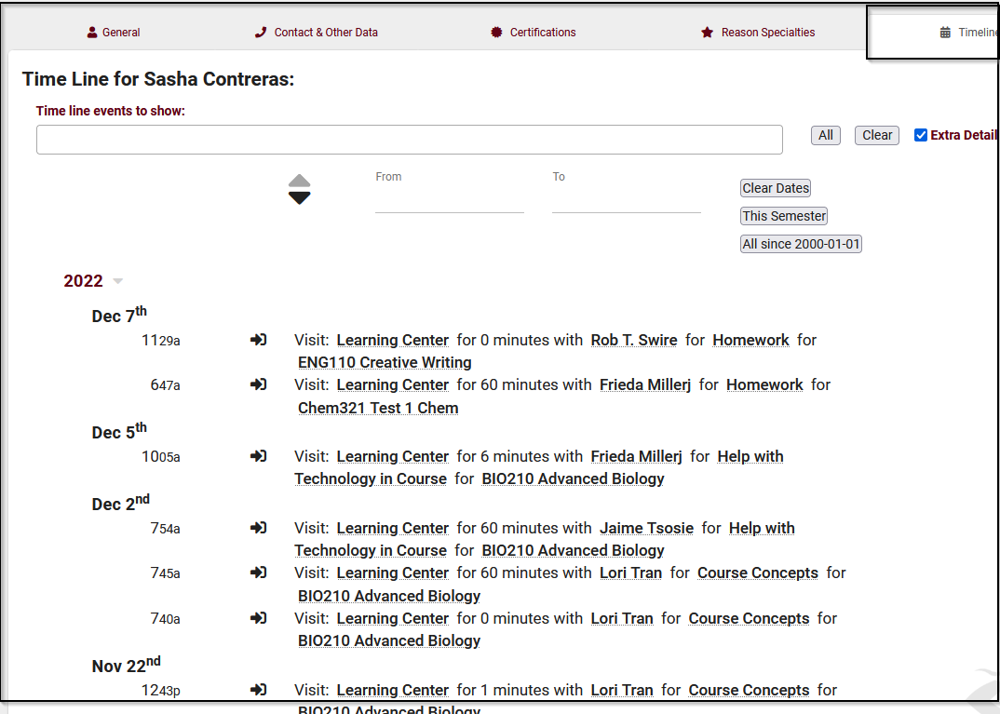 General Contact & Other Data Certifications Reason Specialties Timeline
Time Line for Sasha Contreras:
Time line events to show:
All Clear Extra Detail
From To
Clear Dates
This Semester
All since 2000-01-01
2022
Dec 7th
1129a Visit: Learning Center for 0 minutes with Rob T. Swire for Homework for
ENG110 Creative Writing
647a Visit: Learning Center for 60 minutes with Frieda Millerj for Homework for
Chem321 Test 1 Chem
Dec 5th
1005a Visit: Learning Center for 6 minutes with Frieda Millerj for Help with
Technology in Course for BIO210 Advanced Biology
Dec 2nd
754a Visit: Learning Center for 60 minutes with Jaime Tsosie for Help with
Technology in Course for BIO210 Advanced Biology
745a Visit: Learning Center for 60 minutes with Lori Tran for Course Concepts for
BIO210 Advanced Biology
740a Visit: Learning Center for 0 minutes with Lori Tran for Course Concepts for
BIO210 Advanced Biology
Nov 22nd
1243p Visit: Learning Center for 1 minutes with Lori Tran for Course Concepts for
BIO210 Advanced Biology